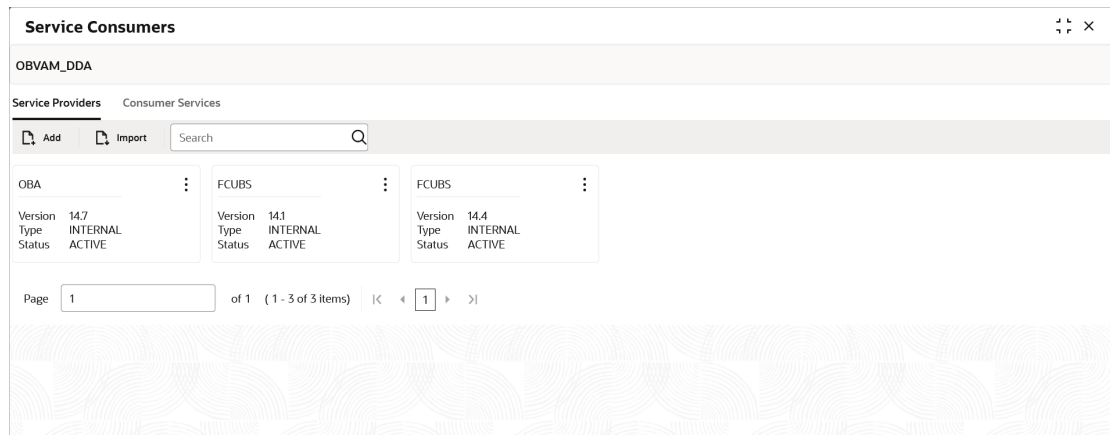 Service Consumers
OBVAM_DDA
Service Providers Consumer Services
Add Import Search
OBA FCUBS FCUBS
Version 14.7 Version 14.1 Version 14.4
Type INTERNAL Type INTERNAL Type INTERNAL
Status ACTIVE Status ACTIVE Status ACTIVE
Page 1 of 1 ( 1 - 3 of 3 items) 1